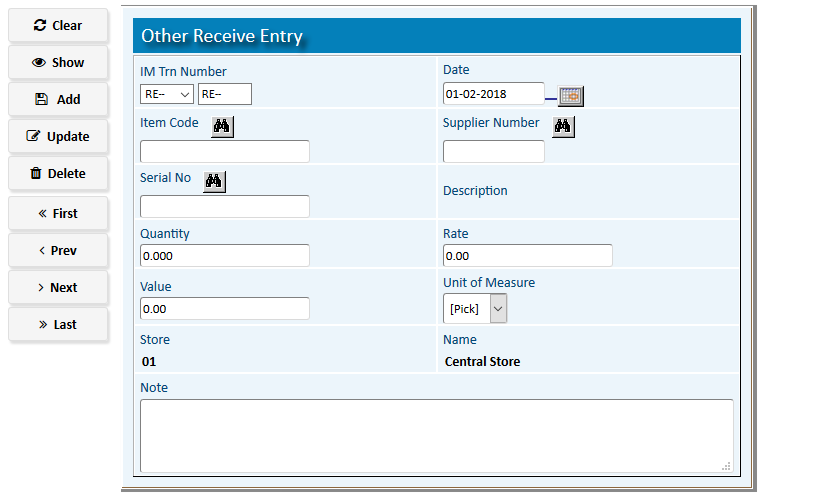 Clear
Show
Add
Update
Delete
First
Prev
Next
Last
Other Receive Entry
IM Trn Number
Date
RE--
RE--
01-02-2018
Item Code
Supplier Number
Serial No
Description
Quantity
Rate
0.000
0.00
Value
Unit of Measure
0.00
[Pick]
Store
Name
01
Central Store
Note